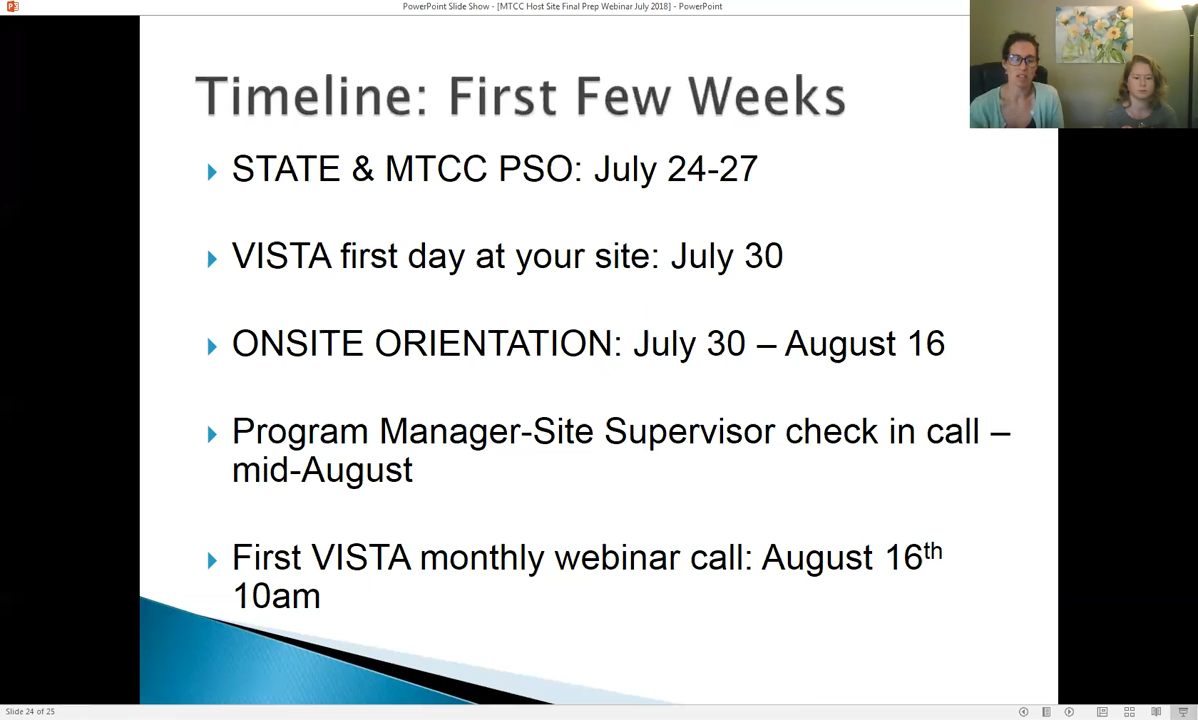 PowerPoint Slide Show - [MTCC Host Site Final Prep Webinar July 2018] - PowerPoint
Timeline: First Few Weeks
STATE & MTCC PSO: July 24-27
VISTA first day at your site: July 30
ONSITE ORIENTATION: July 30 – August 16
Program Manager-Site Supervisor check in call –
mid-August
First VISTA monthly webinar call: August 16th
10am
Slide 24 of 25